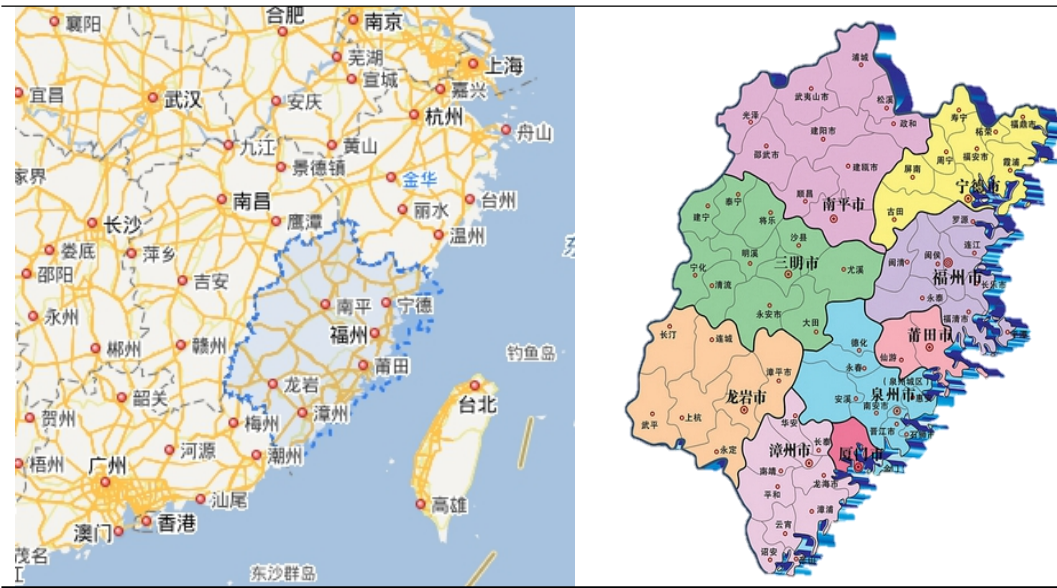 襄阳
合肥
南京
芜湖
宣城
上海
嘉兴
宜昌
武汉
安庆
杭州
舟山
九江
黄山
景德镇
家界
金华
南昌
台州
丽水
长沙
鹰潭
温州
娄底
萍乡
邵阳
吉安
南平
宁德
永州
福州
郴州
赣州
莆田
钓鱼岛
韶关
龙岩
台北
贺州
梅州
漳州
河源
潮州
梧州
广州
汕尾
高雄
澳门
香港
茂名
江
东沙群岛
东
浦城
武夷山市
松溪
光泽
政和
建阳市
邵武市
建瓯市
顺昌
南平市
寿宁
柘荣
福鼎市
周宁
福安市
霞浦
屏南
宁德市
古田
泰宁
建宁
将乐
沙县
明溪
三明市
尤溪
宁化
清流
永安市
大田
罗源
连江
闽清
闽侯
福州市
长乐市
永泰
福清市
长汀
连城
漳平市
龙岩市
武平
上杭
永定
德化
仙游
莆田市
永春
（泉州城区）
安溪
泉州市
南安市
晋江市
华安
长泰
漳州市
厦门市
南靖
龙海市
平和
漳浦
云霄
诏安